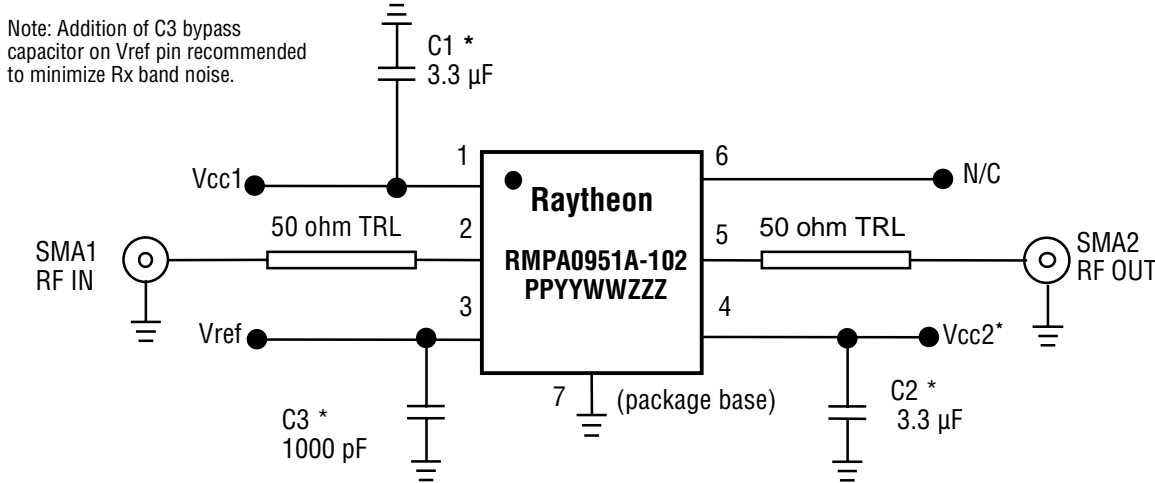 Note: Addition of C3 bypass
capacitor on Vref pin recommended
to minimize Rx band noise.
C1 *
3.3 µF
1
6
Vcc1
N/C
Raytheon
50 ohm TRL
2
5
50 ohm TRL
SMA1
RF IN
RMPA0951A-102
PPYYWWZZZ
SMA2
RF OUT
3
4
Vref
Vcc2*
7
(package base)
C3 *
1000 pF
C2 *
3.3 µF